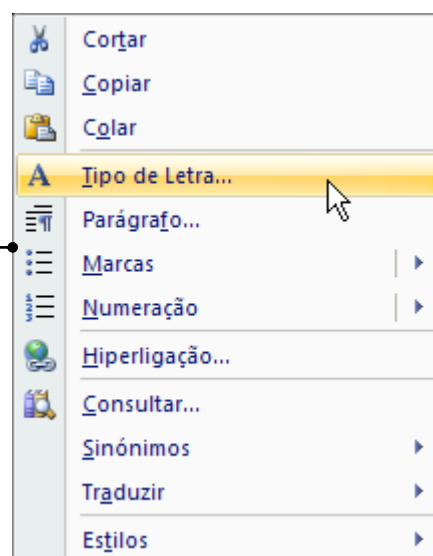 Cortar
Copiar
Colar
Tipo de Letra...
Parágrafo...
Marcas
Numeração
Hiperligação...
Consultar...
Sinónimos
Traduzir
Estilos